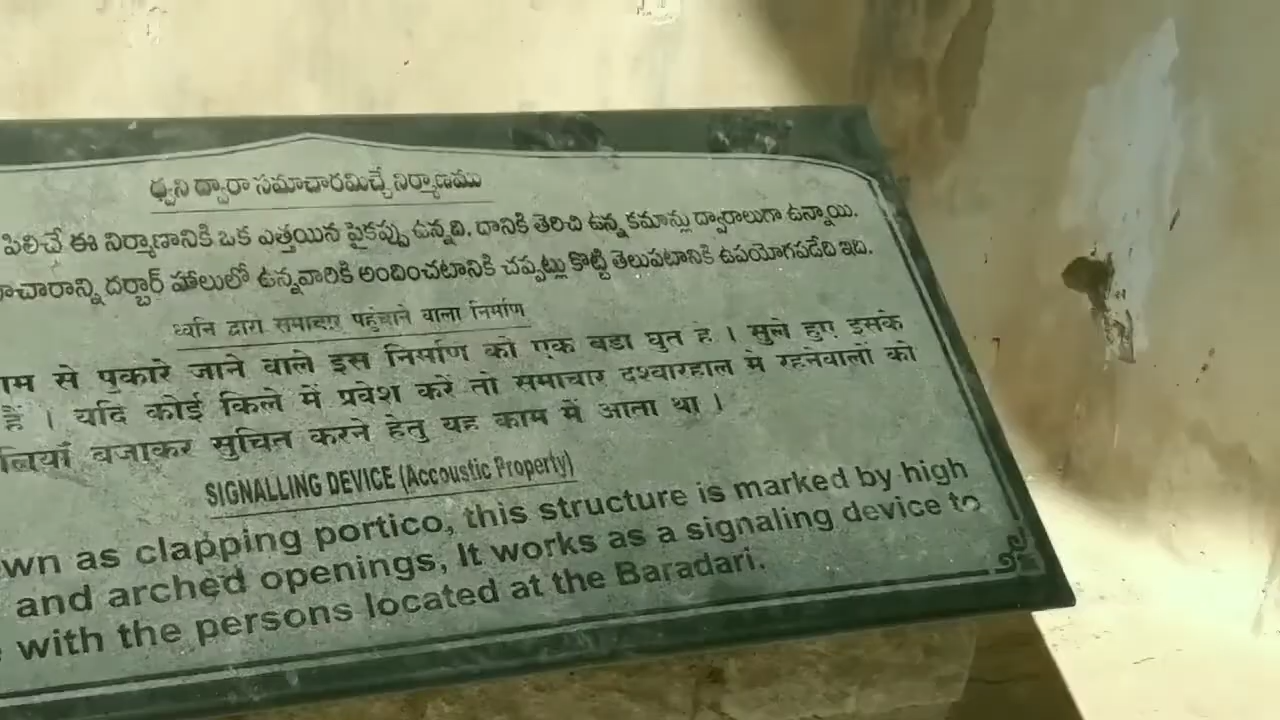 ధ్వని ద్వారా సమాచారమిచ్చే నిర్మాణము
పిలిచే ఈ నిర్మాణానికి ఒక ఎత్తయిన పైకప్పు ఉన్నది. దానికి తెరిచి ఉన్న కమాన్లు ద్వారాలుగా ఉన్నాయి.
దర్బార్ హాలులో ఉన్నవారికి అందించటానికి చప్పట్లు కొట్టి తెలుపటానికి ఉపయోగపడేది ఇది.
ध्वनि द्वारा समाचार पहुंचाने वाला निर्माण
से पुकारे जाने वाले इस निर्माण को एक बडा घुत है । सुले हुए इसके
हैं । यदि कोई किले में प्रवेश करें तो समाचार दश्वारहाल मे रहनेवालों को
बजाकर सुचित करने हेतु यह काम में आता था ।
SIGNALLING DEVICE (Accoustic Property)
wn as clapping portico, this structure is marked by high
and arched openings, It works as a signaling device to
with the persons located at the Baradari.